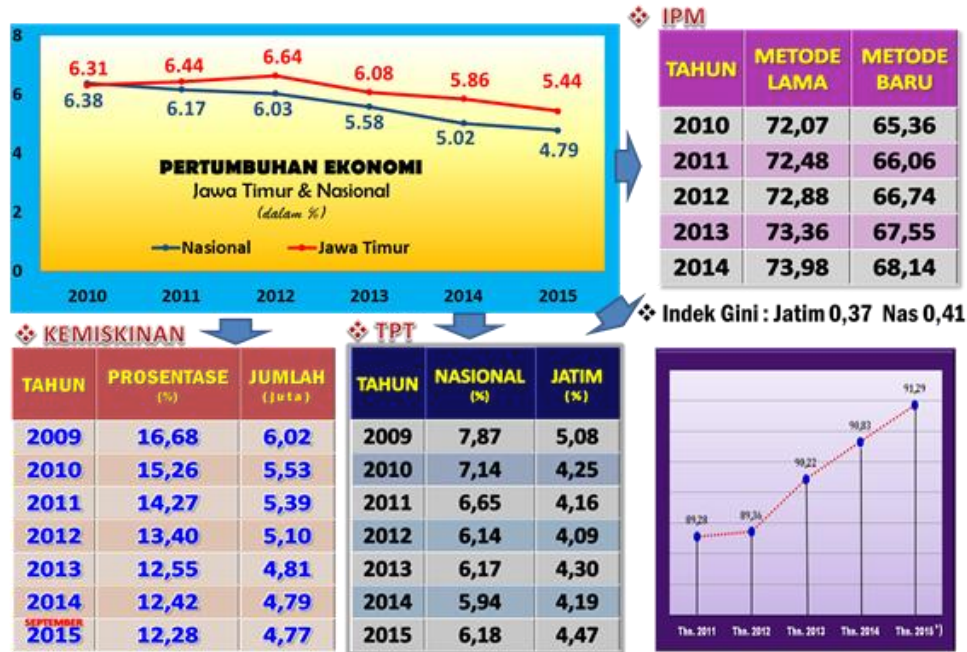 8
6
4
2
0
6.31 6.44 6.64 6.08 5.86 5.44
6.38 6.17 6.03 5.58 5.02 4.79
PERTUMBUHAN EKONOMI
Jawa Timur & Nasional
(dalam %)
Nasional Jawa Timur
2010 2011 2012 2013 2014 2015
IPM
TAHUN METODE LAMA METODE BARU
2010 72,07 65,36
2011 72,48 66,06
2012 72,88 66,74
2013 73,36 67,55
2014 73,98 68,14
Indek Gini : Jatim 0,37 Nas 0,41
KEMISKINAN
TAHUN PROSENTASE (%) JUMLAH (Juta)
2009 16,68 6,02
2010 15,26 5,53
2011 14,27 5,39
2012 13,40 5,10
2013 12,55 4,81
2014 12,42 4,79
SEPTEMBER
2015 12,28 4,77
TPT
TAHUN NASIONAL (%) JATIM (%)
2009 7,87 5,08
2010 7,14 4,25
2011 6,65 4,16
2012 6,14 4,09
2013 6,17 4,30
2014 5,94 4,19
2015 6,18 4,47
89,28 89,36 90,22 90,83 91,29
Thn. 2011 Thn. 2012 Thn. 2013 Thn. 2014 Thn. 2015 *)